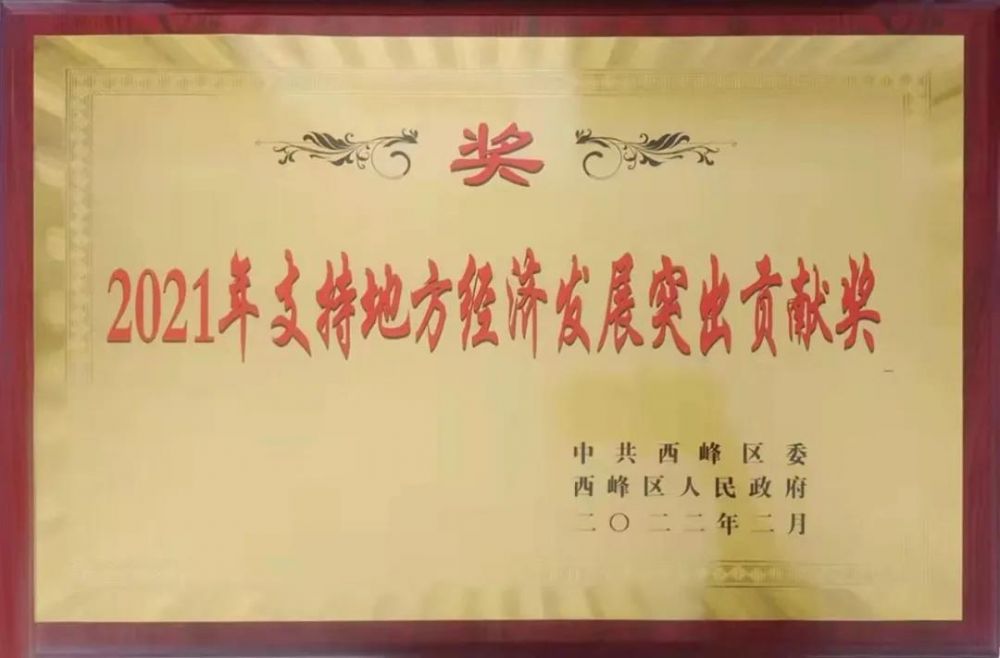 奖
2021年支持地方经济发展突出贡献奖
中共西峰区委
西峰区人民政府
二〇二二年二月